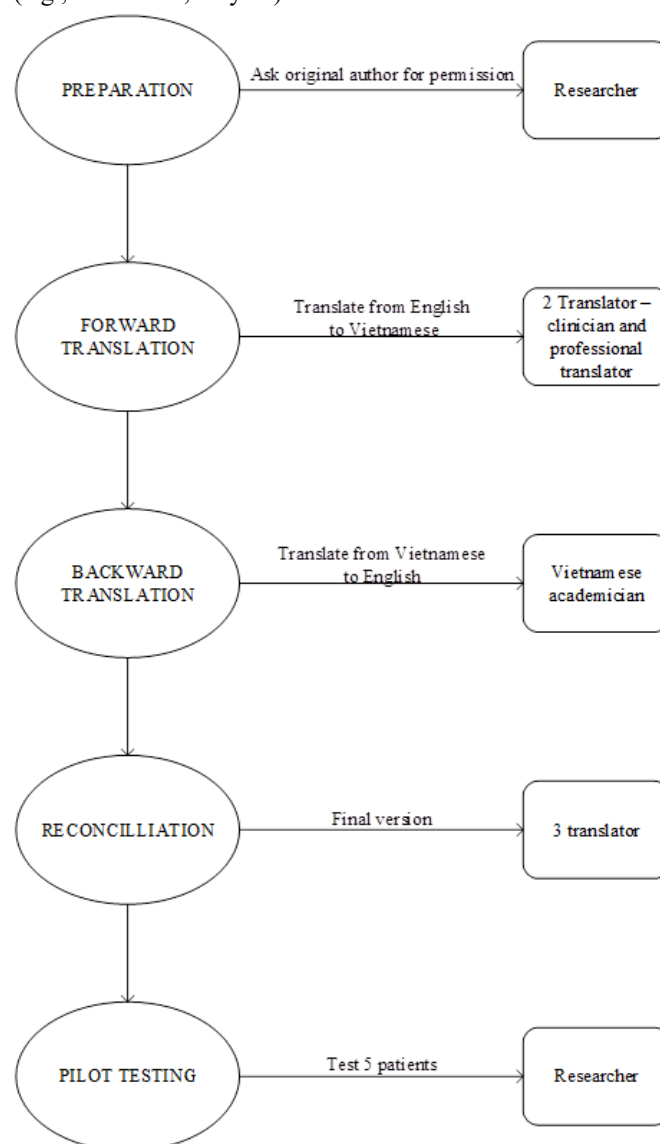 PREPARATION
Ask original author for permission
Researcher
FORWARD
TRANSLATION
Translate from English
to Vietnamese
2 Translator –
clinician and
professional
translator
BACKWARD
TRANSLATION
Translate from Vietnamese
to English
Vietnamese
academician
RECONCILLIATION
Final version
3 translator
PILOT TESTING
Test 5 patients
Researcher